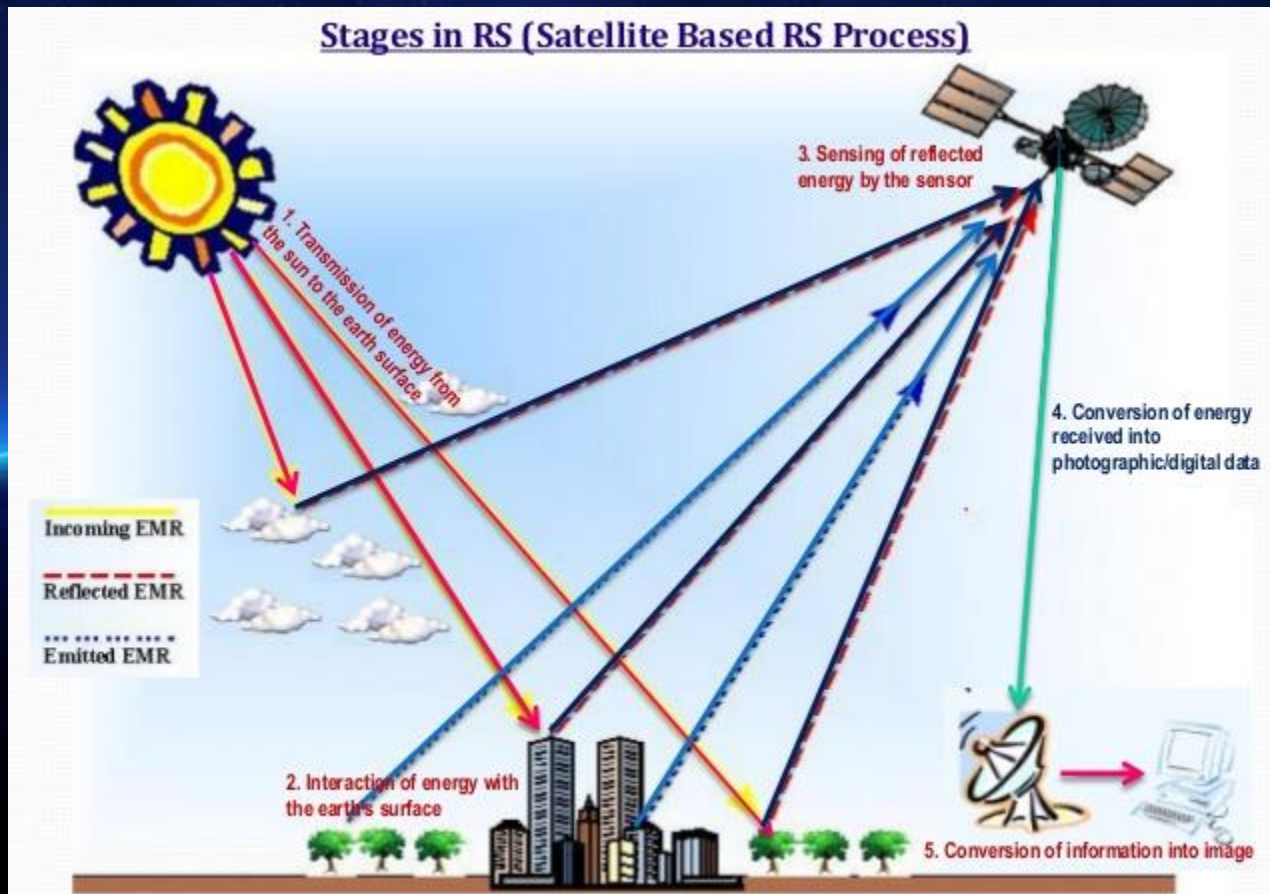 Stages in RS (Satellite Based RS Process)
3. Sensing of reflected
energy by the sensor
1. Transmission of energy from
the sun to the earth surface
4. Conversion of energy
received into
photographic/digital data
Incoming EMR
Reflected EMR
Emitted EMR
2. Interaction of energy with
the earth's surface
5. Conversion of information into image